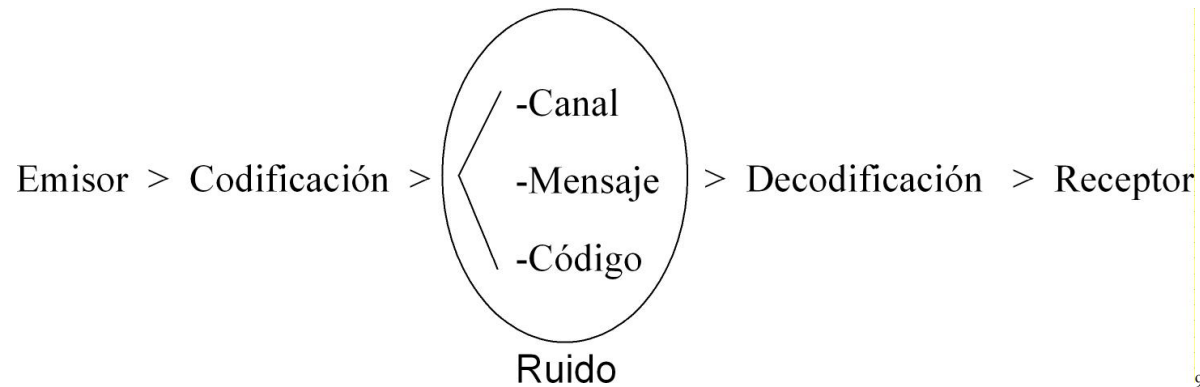 -Canal
Emisor > Codificación > -Mensaje > Decodificación > Receptor
-Código
Ruido